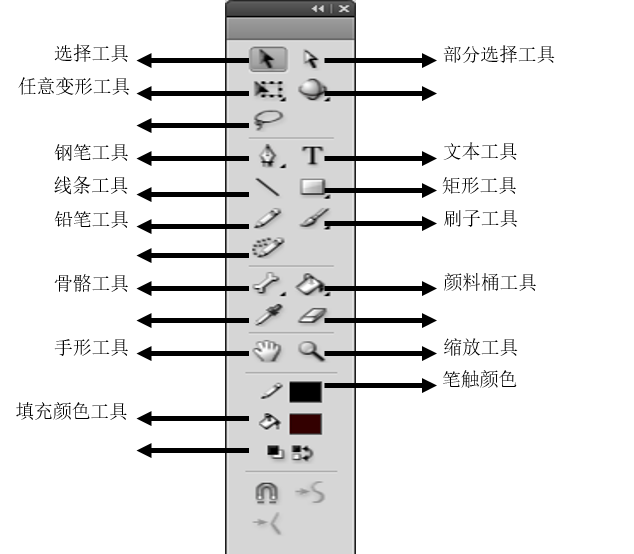 选择工具
部分选择工具
任意变形工具
钢笔工具
文本工具
线条工具
矩形工具
铅笔工具
刷子工具
骨骼工具
颜料桶工具
手形工具
缩放工具
笔触颜色
填充颜色工具